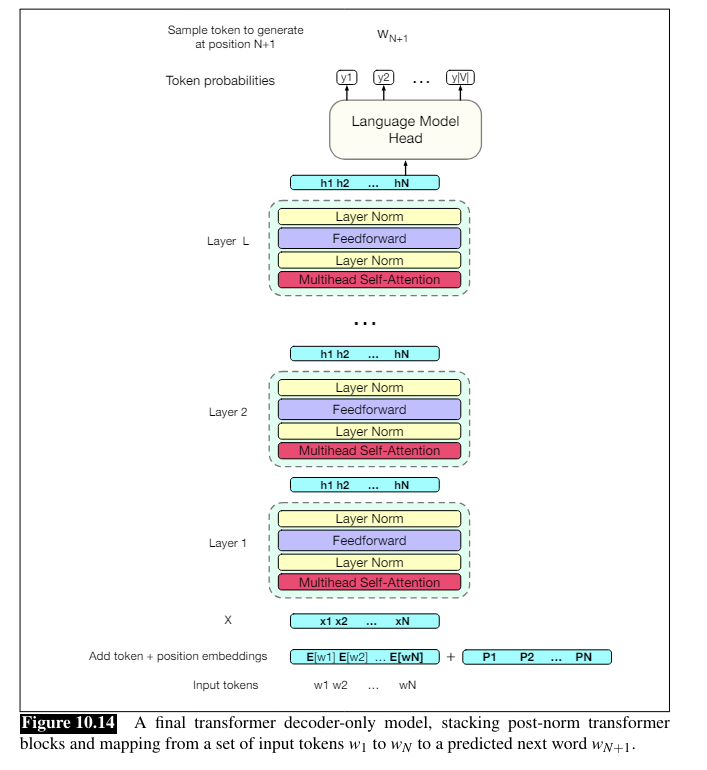 Sample token to generate
at position N+1
wN+1
Token probabilities
y1 y2 ... y|V|
Language Model
Head
h1 h2 ... hN
Layer Norm
Layer L
Feedforward
Layer Norm
Multihead Self-Attention
...
h1 h2 ... hN
Layer Norm
Layer 2
Feedforward
Layer Norm
Multihead Self-Attention
h1 h2 ... hN
Layer Norm
Layer 1
Feedforward
Layer Norm
Multihead Self-Attention
X x1 x2 ... xN
Add token + position embeddings E[w1] E[w2] ... E[wN] + P1 P2 ... PN
Input tokens w1 w2 ... wN
Figure 10.14 A final transformer decoder-only model, stacking post-norm transformer
blocks and mapping from a set of input tokens w1 to wN to a predicted next word wN+1.